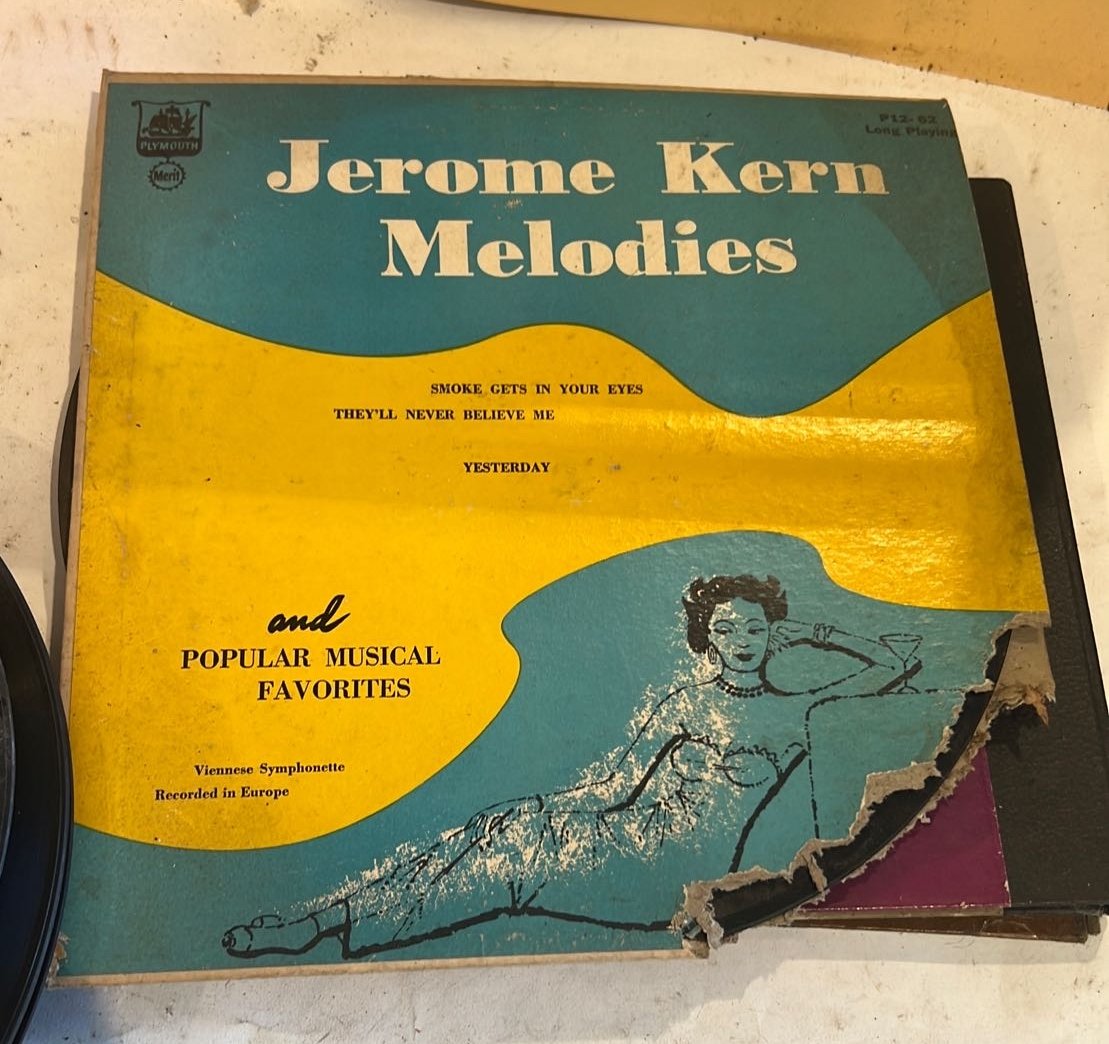 PLYMOUTH
Merit
P12- 62
Long Playing
Jerome Kern
Melodies
SMOKE GETS IN YOUR EYES
THEY'LL NEVER BELIEVE ME
YESTERDAY
and
POPULAR MUSICAL
FAVORITES
Viennese Symphonette
Recorded in Europe